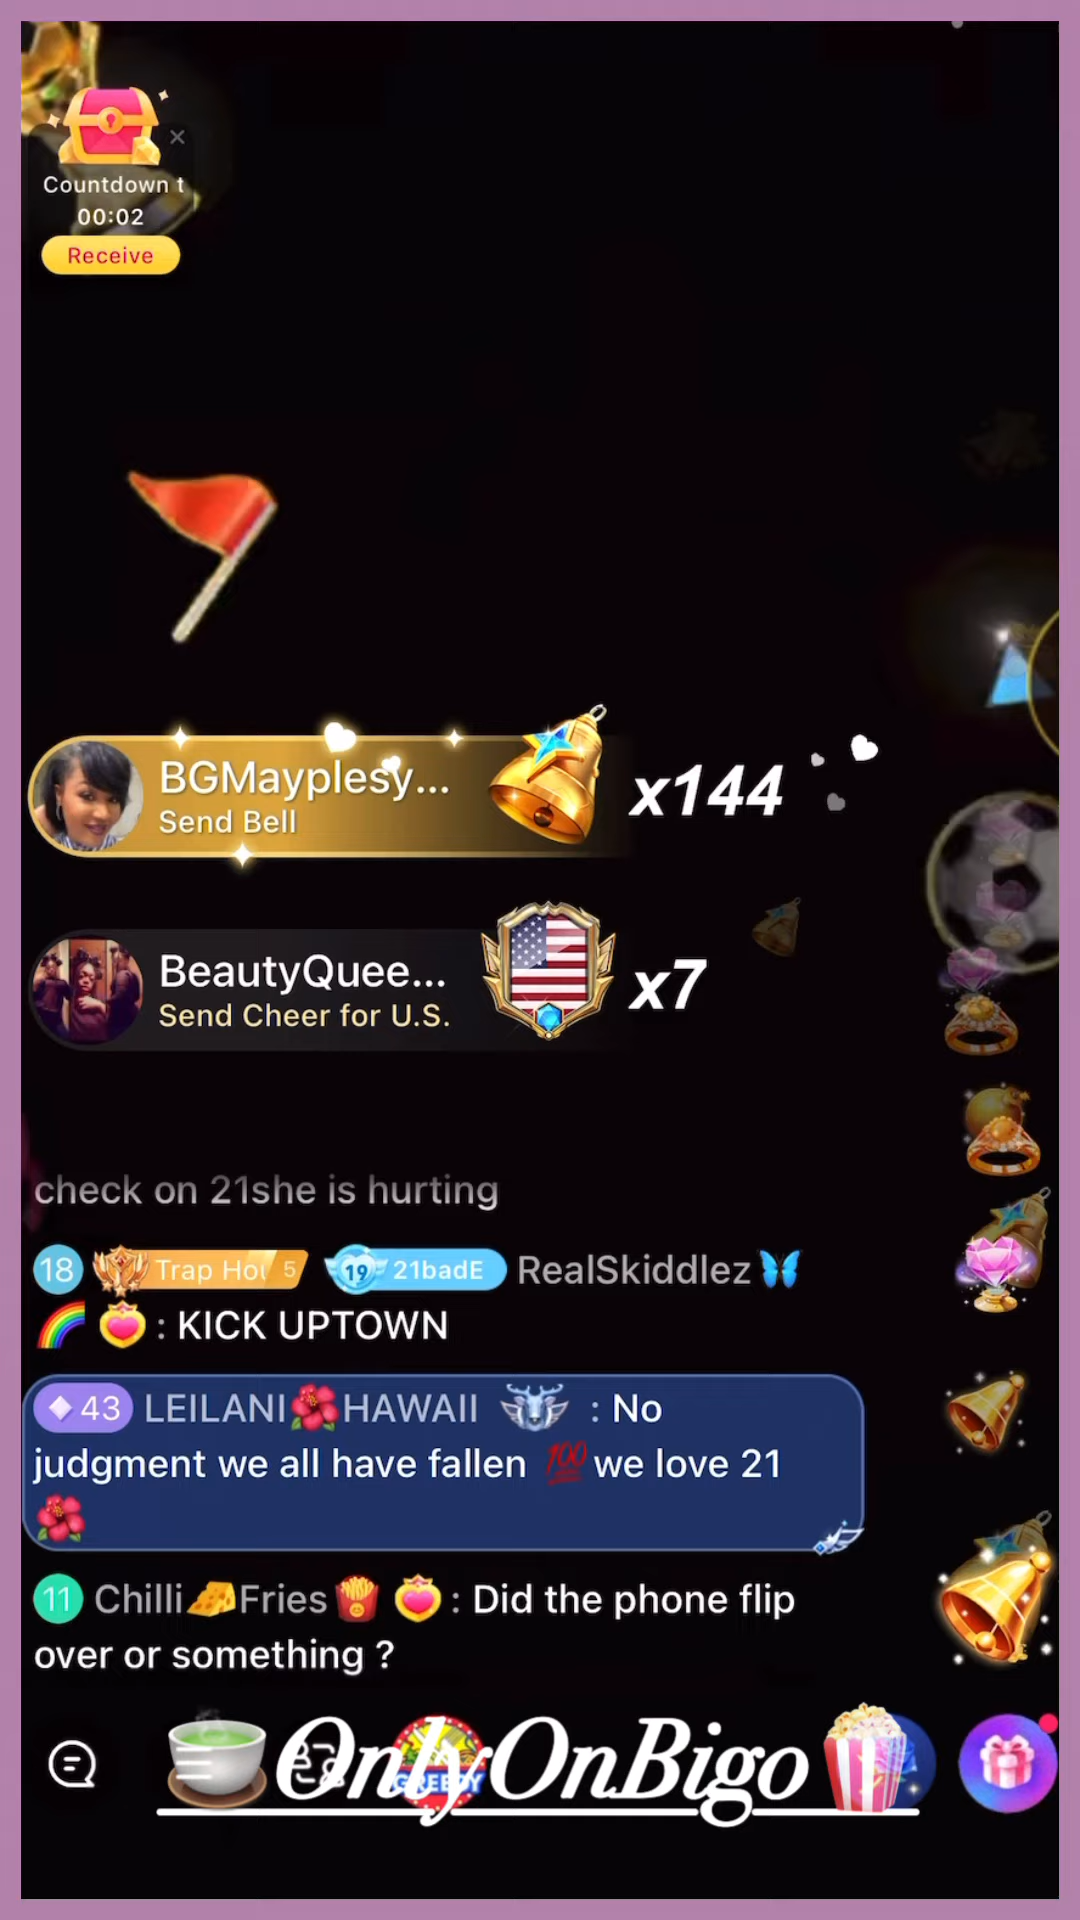 Countdown t
00:02
Receive
BGMayplesy...
Send Bell
x144
BeautyQuee...
Send Cheer for U.S.
x7
check on 21she is hurting
18 Trap Hou 5 19 21badE RealSkiddlez🦋
🌈 : KICK UPTOWN
43 LEILANI🌺HAWAII : No
judgment we all have fallen 💯we love 21
🌺
11 Chilli🧀Fries🍟 : Did the phone flip
over or something ?
🍵OnlyOnBigo🍿
GREEDY